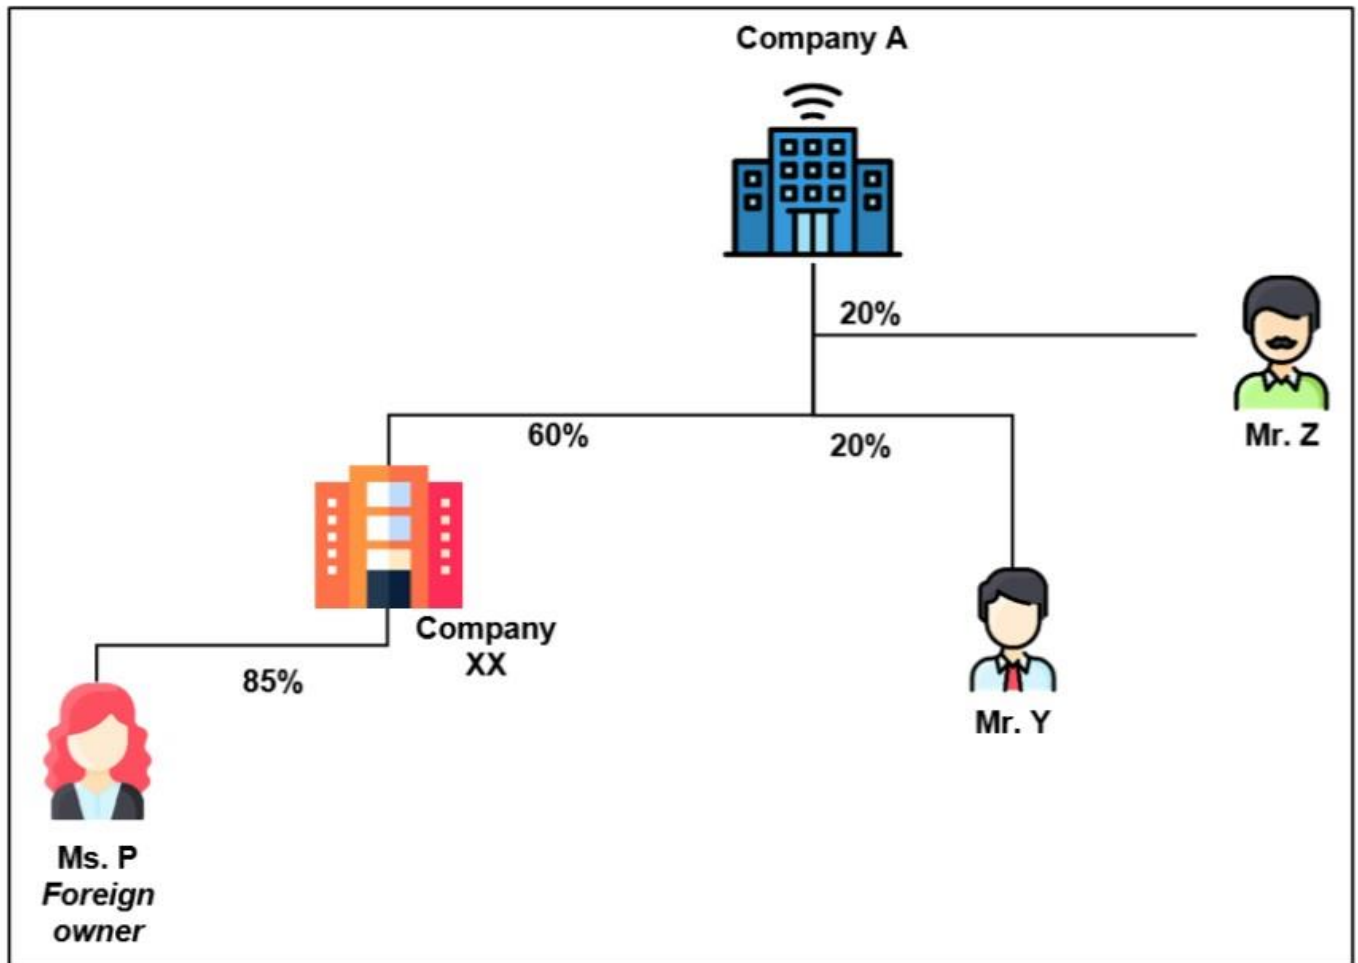 Company A
20%
Mr. Z
60%
20%
Company
XX
85%
Mr. Y
Ms. P
Foreign
owner